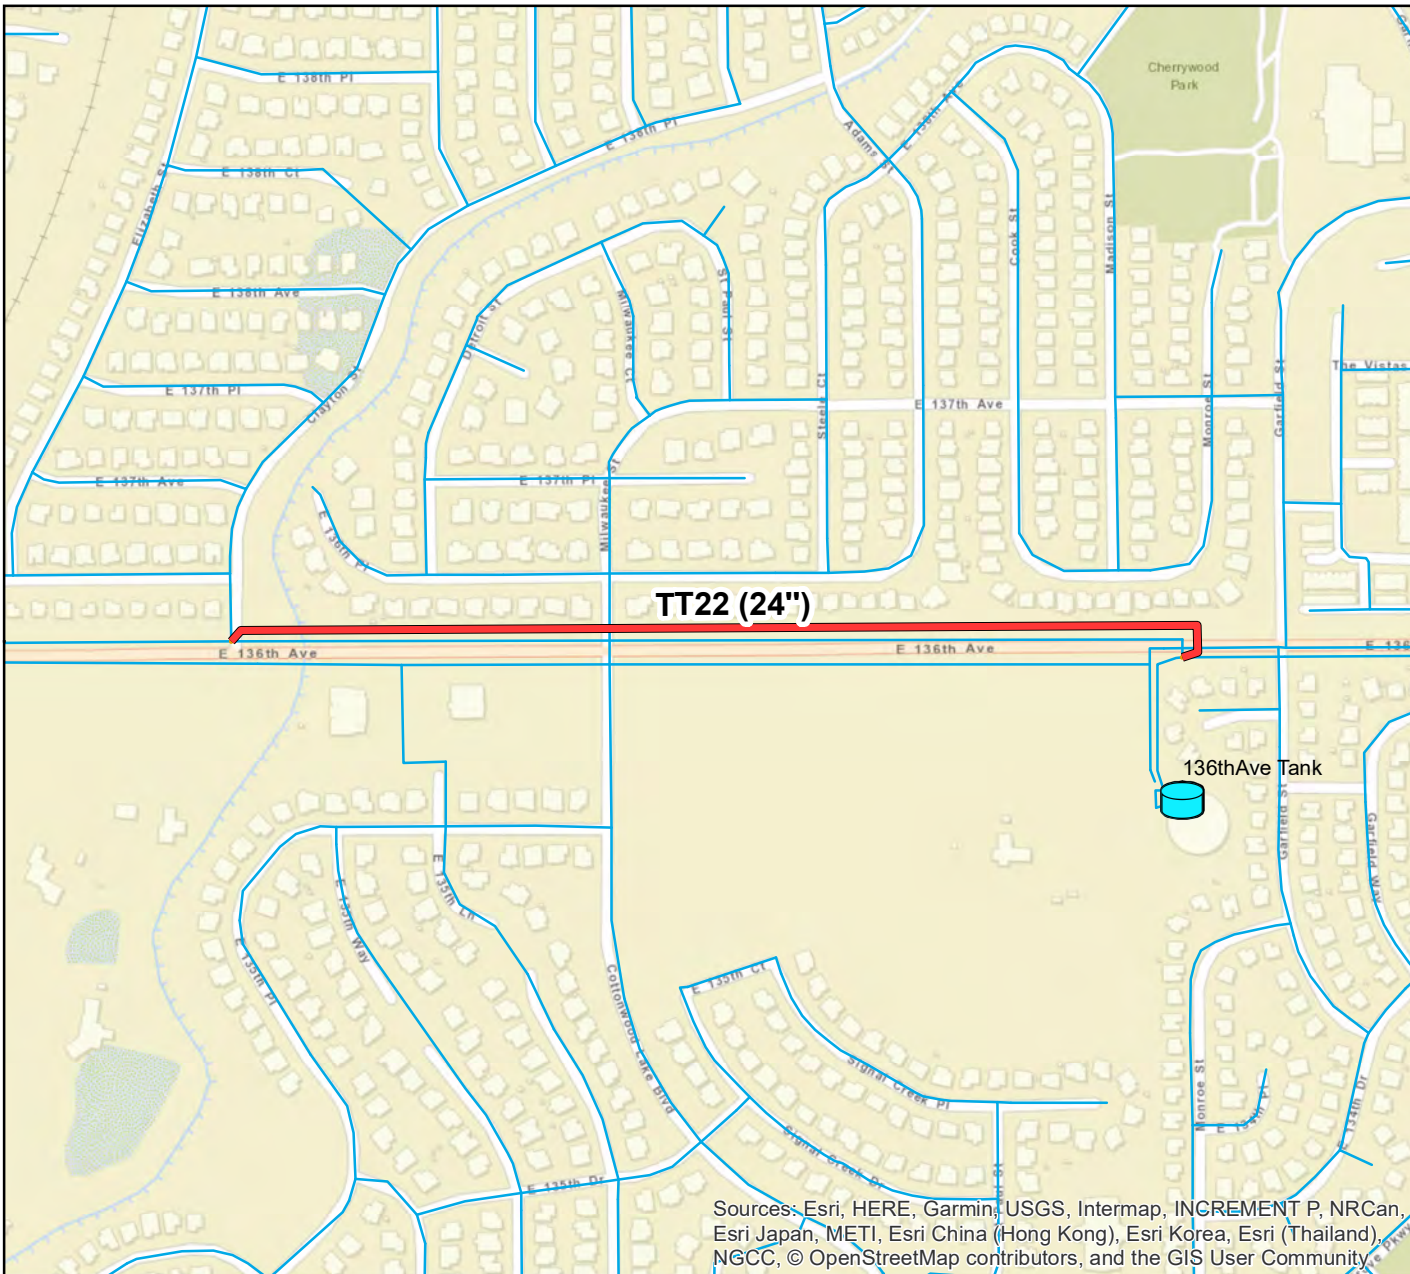 Cherrywood
Park
E 138th Pl
E 138th Pl
E 138th Ave
Adams St
E 138th Ct
Elizabeth St
Cook St
Madison St
E 138th Ave
Detroit St
Milwaukee Ct
St Paul St
The Vistas
E 137th Pl
Clayton St
Steele Ct
E 137th Ave
Monroe St
Garfield St
E 137th Ave
E 137th Pl
Milwaukee St
E 136th Pl
TT22 (24")
E 136th Ave
E 136th Ave
E 136
136thAve Tank
Garfield St
Garfield Way
E 135th Ln
E 135th Way
E 135th Pl
E 135th Ct
Cottonwood Lake Blvd
Signal Creek Pl
Monroe St
E 134th Pl
E 134th Dr
Signal Creek Dr
E 135th Dr
Paul St
Sources: Esri, HERE, Garmin, USGS, Intermap, INCREMENT P, NRCan,
Esri Japan, METI, Esri China (Hong Kong), Esri Korea, Esri (Thailand),
NGCC, © OpenStreetMap contributors, and the GIS User Community